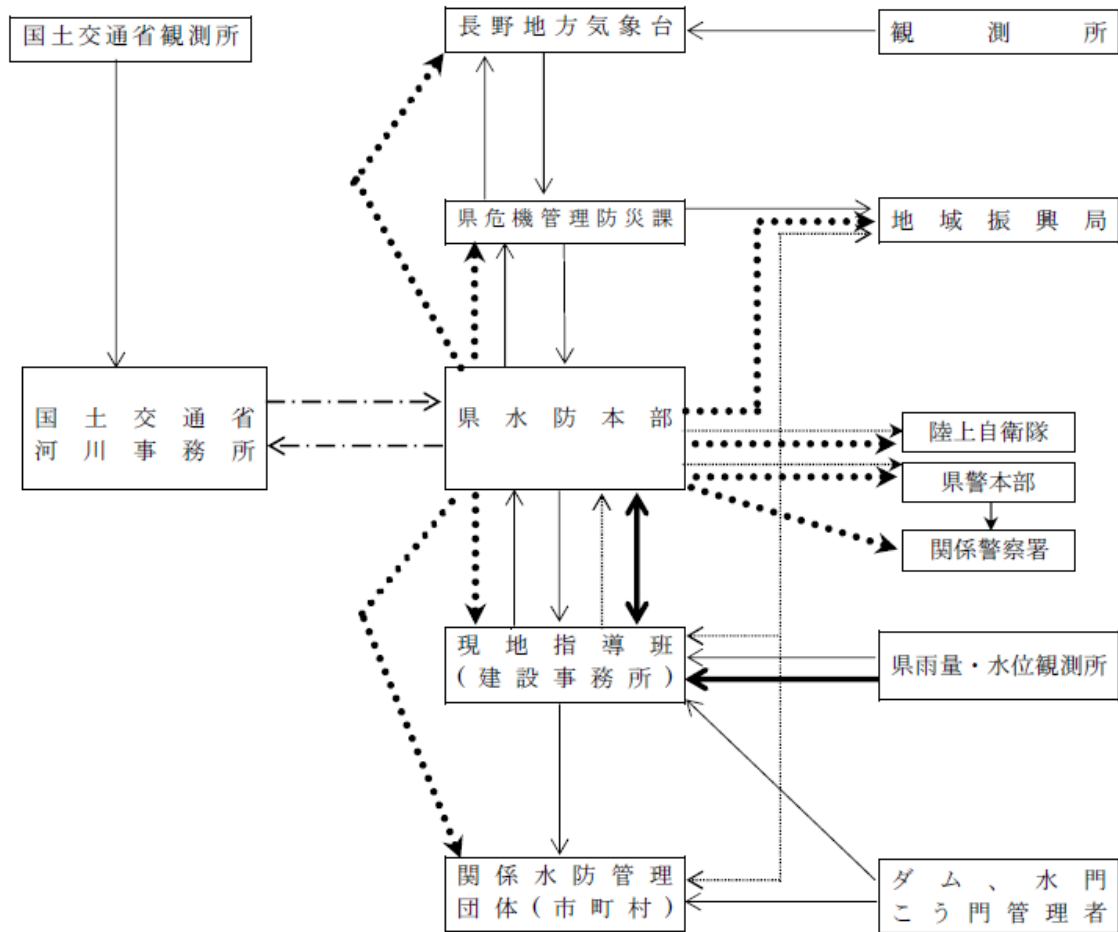 国土交通省観測所
長野地方気象台
観測所
県危機管理防災課
地域振興局
国土交通省
河川事務所
県水防本部
陸上自衛隊
県警本部
関係警察署
現地指導班
(建設事務所)
県雨量・水位観測所
関係水防管理
団体(市町村)
ダム、水門
こう門管理者